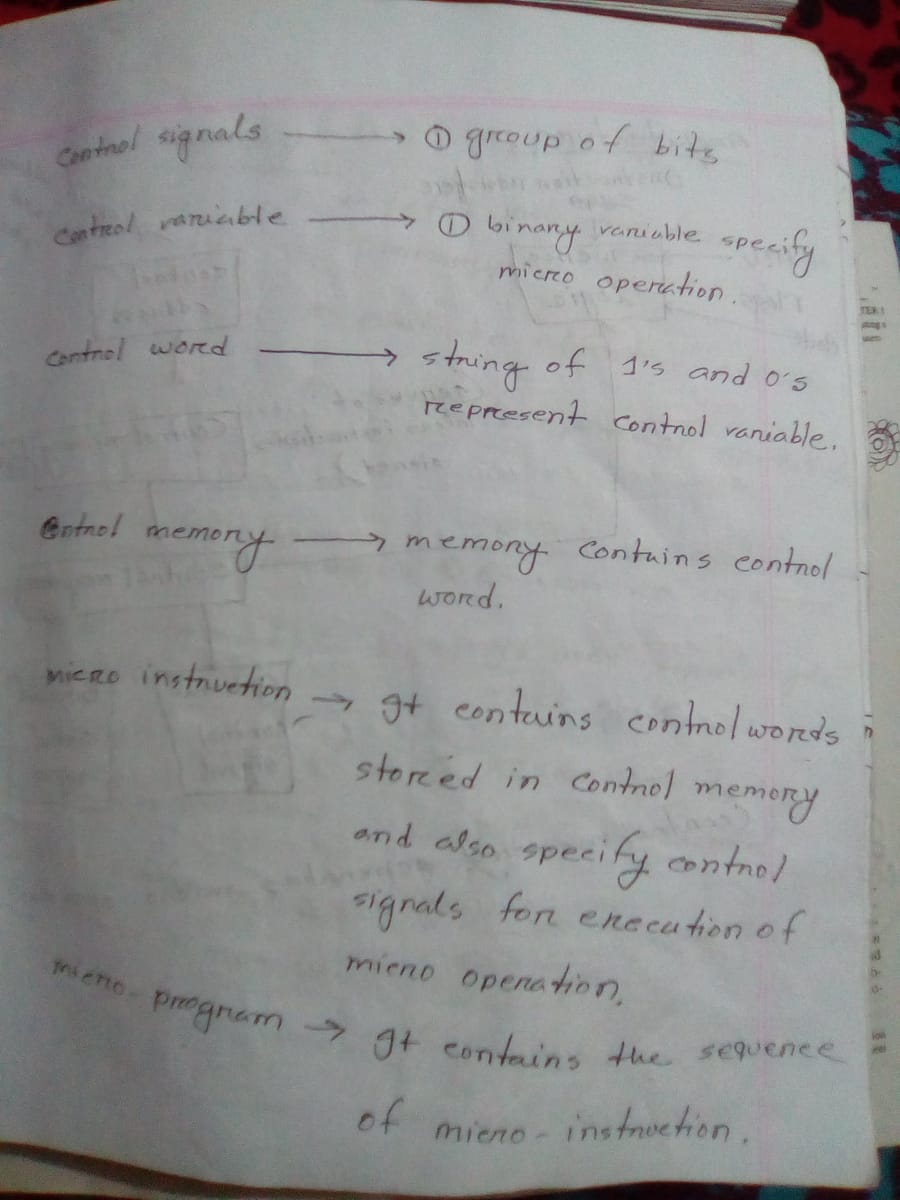 Control signals → ① group of bits
Control variable → ① binary variable specify
micro operation.
Control word → string of 1's and 0's
represent control variable.
Control memory → memory contains control
word.
micro instruction → It contains control words
stored in control memory
and also specify control
signals for execution of
micro operation.
micro-program → It contains the sequence
of micro-instruction.